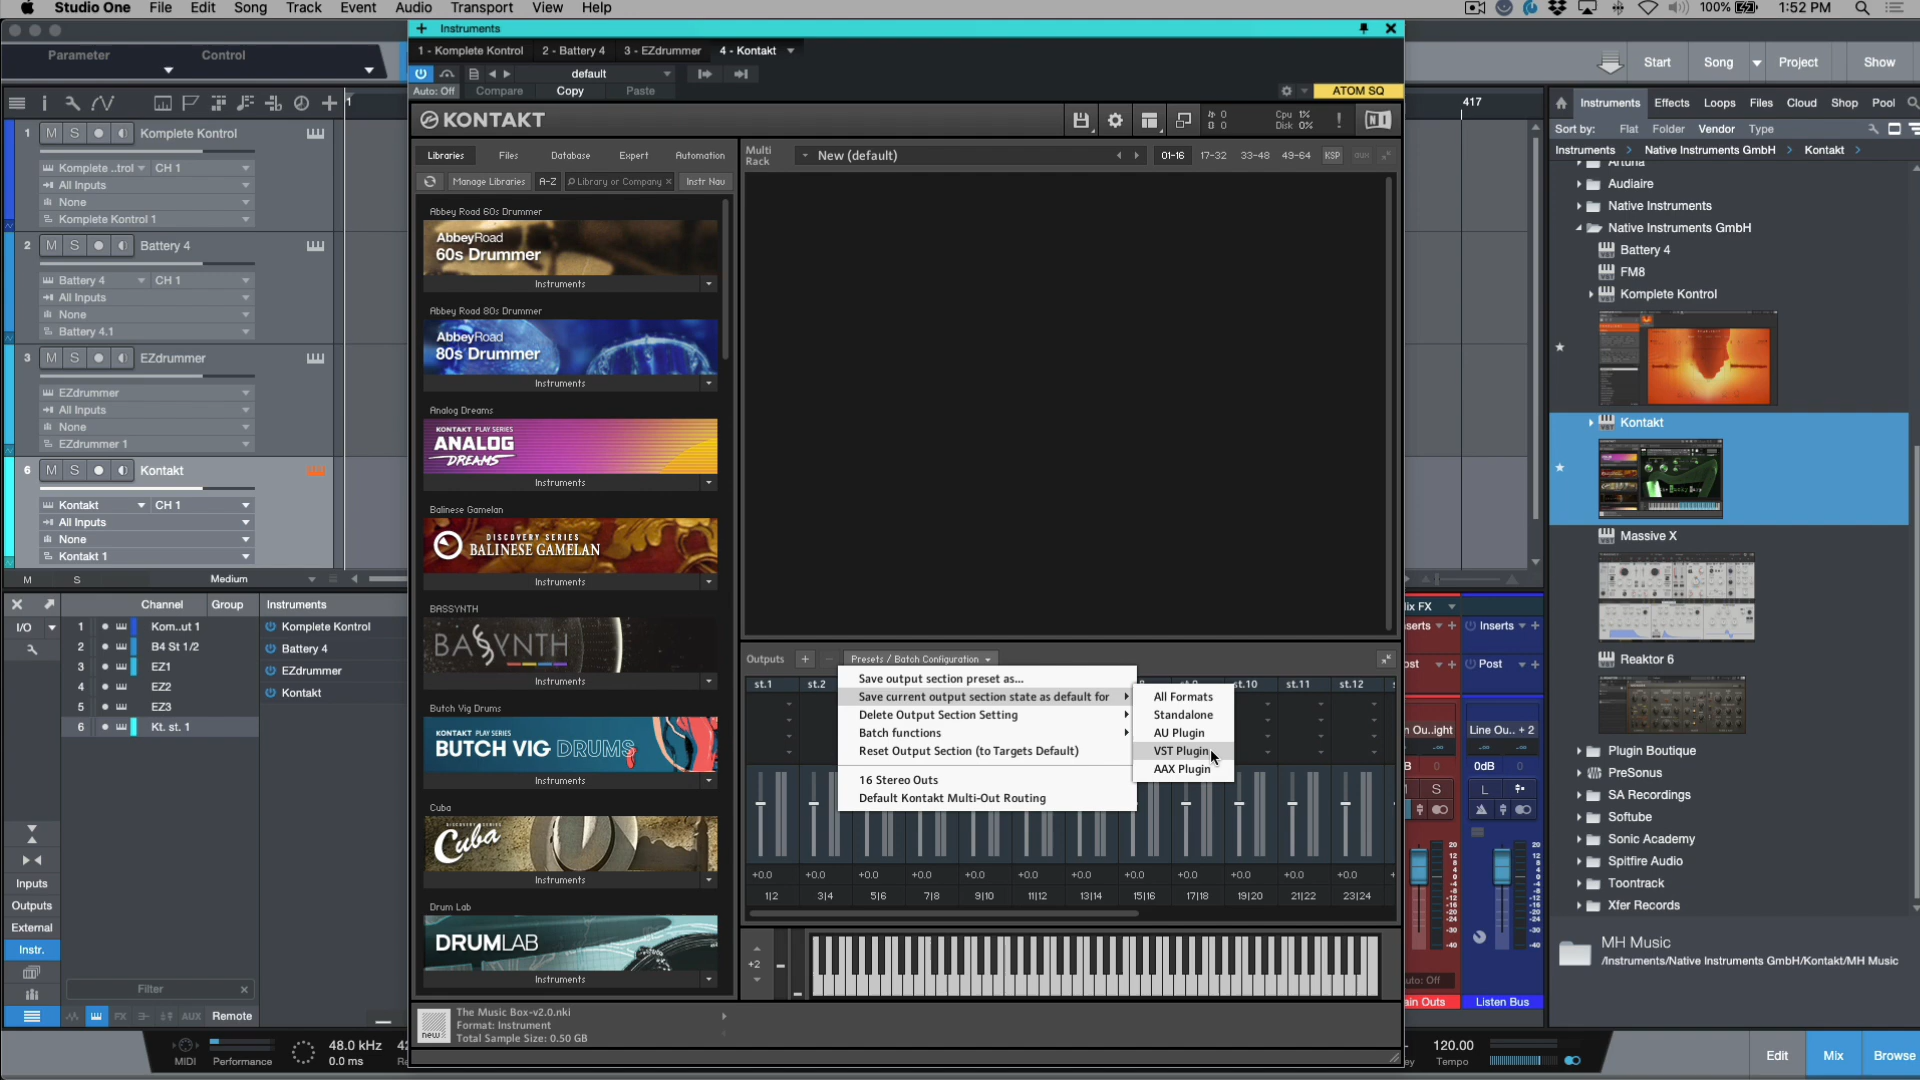 Studio One File Edit Song Track Event Audio Transport View Help 100% 1:52 PM
Instruments
Parameter Control
1 - Komplete Kontrol 2 - Battery 4 3 - EZdrummer 4 - Kontakt
default
Auto: Off Compare Copy Paste ATOM SQ
Start Song Project Show
1 417
KONTAKT
Cpu 1%
Disk 0%
Instruments Effects Loops Files Cloud Shop Pool
Sort by: Flat Folder Vendor Type
Instruments Native Instruments GmbH Kontakt
1 M S Komplete Kontrol
Komplete ..trol CH 1
All Inputs
None
Komplete Kontrol 1
2 M S Battery 4
Battery 4 CH 1
All Inputs
None
Battery 4.1
3 M S EZdrummer
EZdrummer
All Inputs
None
EZdrummer 1
6 M S Kontakt
Kontakt CH 1
All Inputs
None
Kontakt 1
M S Medium
Libraries Files Database Expert Automation
Manage Libraries A-Z Library or Company Instr Nav
Multi
Rack
New (default) 01-16 17-32 33-48 49-64 KSP
Abbey Road 60s Drummer
AbbeyRoad
60s Drummer
Instruments
Abbey Road 80s Drummer
AbbeyRoad
80s Drummer
Instruments
Analog Dreams
KONTAKT PLAY SERIES
ANALOG
DREAMS
Instruments
Balinese Gamelan
DISCOVERY SERIES
BALINESE GAMELAN
Instruments
BASSYNTH
BASSYNTH
Instruments
Butch Vig Drums
KONTAKT PLAY SERIES
BUTCH VIG DRUMS
Instruments
Cuba
DISCOVERY SERIES
Cuba
Instruments
Drum Lab
DRUMLAB
Instruments
The Music Box-v2.0.nki
Format: Instrument
Total Sample Size: 0.50 GB
new
Outputs + Presets / Batch Configuration
Save output section preset as...
Save current output section state as default for
Delete Output Section Setting
Batch functions
Reset Output Section (to Targets Default)
16 Stereo Outs
Default Kontakt Multi-Out Routing
All Formats
Standalone
AU Plugin
VST Plugin
AAX Plugin
st.1 st.2 st.10 st.11 st.12
+0.0 +0.0 +0.0 +0.0 +0.0 +0.0 +0.0 +0.0 +0.0 +0.0 +0.0 +0.0
1|2 3|4 5|6 7|8 9|10 11|12 13|14 15|16 17|18 19|20 21|22 23|24
+2
Channel Group Instruments
I/O
1 Kom..ut 1 Komplete Kontrol
2 B4 St 1/2 Battery 4
3 EZ1 EZdrummer
4 EZ2 Kontakt
5 EZ3
6 Kt. st. 1
Inputs
Outputs
External
Instr.
Filter
FX AUX Remote
MIDI Performance
48.0 kHz
0.0 ms
ix FX
serts Inserts
ost Post
Ou..ight Line Ou.. + 2
0dB
S L
uto: Off
ain Outs Listen Bus
120.00
Tempo
Arturia
Audiaire
Native Instruments
Native Instruments GmbH
Battery 4
FM8
Komplete Kontrol
Kontakt
Massive X
Reaktor 6
Plugin Boutique
PreSonus
SA Recordings
Softube
Sonic Academy
Spitfire Audio
Toontrack
Xfer Records
MH Music
/Instruments/Native Instruments GmbH/Kontakt/MH Music
Edit Mix Browse